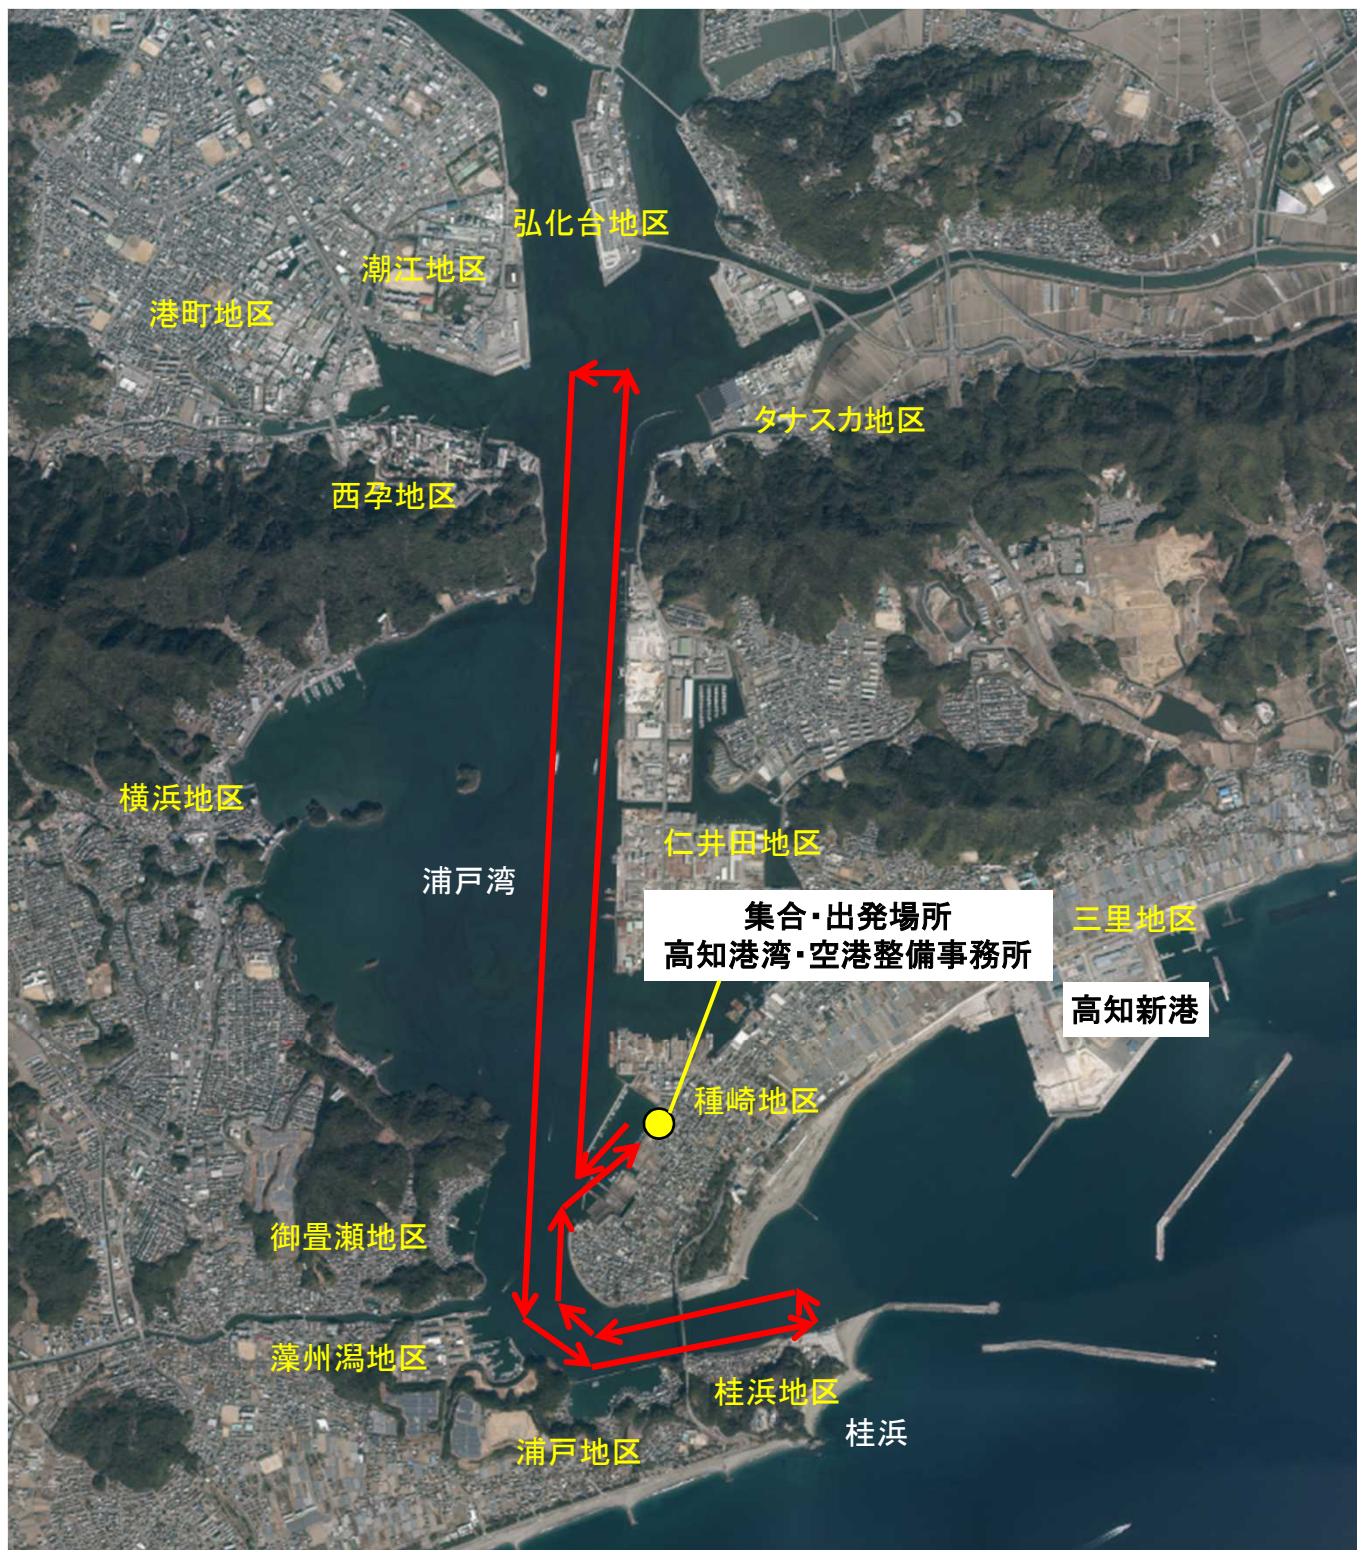 弘化台地区
潮江地区
港町地区
タナスカ地区
西孕地区
横浜地区
仁井田地区
浦戸湾
集合・出発場所
高知港湾・空港整備事務所
三里地区
高知新港
種崎地区
御畳瀬地区
藻州潟地区
桂浜地区
桂浜
浦戸地区